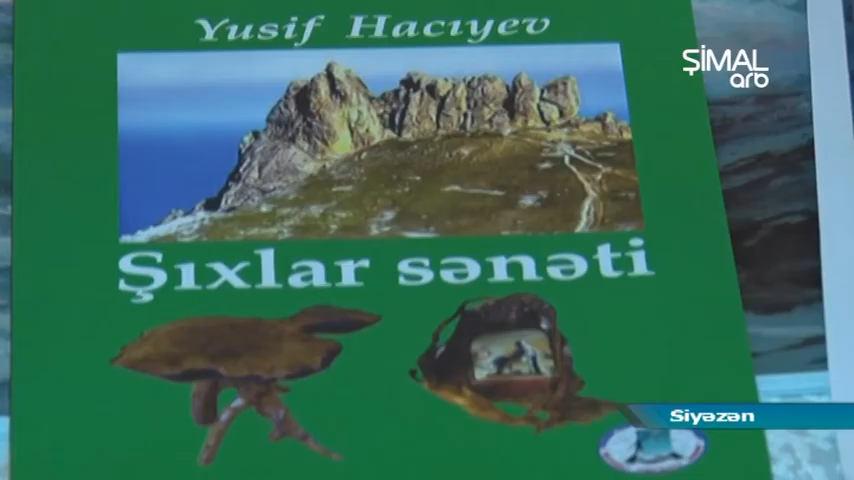 Yusif Hacıyev
ŞİMAL
arb
Şıxlar sənəti
Siyəzən